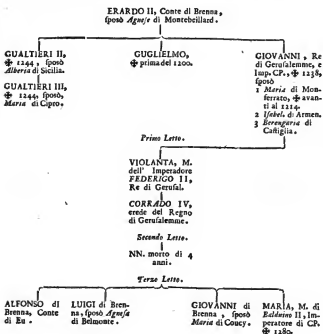 ERARDO II, Conte di Brenna,
sposò Agnese di Montebeillard.
GUALTIERI II,
✠ 1244, sposò
Alberia di Sicilia.
GUALTIERI III,
✠ 1244, sposò
Maria di Cipro.
GUGLIELMO,
✠ prima del 1200.
GIOVANNI, Re
di Gerusalemme, e
Imp. CP., ✠ 1238,
sposò
1 Maria di Mon-
ferrato, ✠ avan-
ti al 1214.
2 Isabel. di Armen.
3 Berengaria di
Castiglia.
Primo Letto.
VIOLANTA, M.
dell' Imperadore
FEDERIGO II,
Re di Gerusal.
CORRADO IV,
erede del Regno
di Gerusalemme.
Secondo Letto.
NN. morto di 4
anni.
Terzo Letto.
ALFONSO di
Brenna, Conte
di Eu.
LUIGI di Bren-
na, sposò Agnesa
di Belmonte.
GIOVANNI di
Brenna, sposò
Maria di Coucy.
MARIA, M. di
Balduino II, Im-
peratore di CP.
✠ 1280.